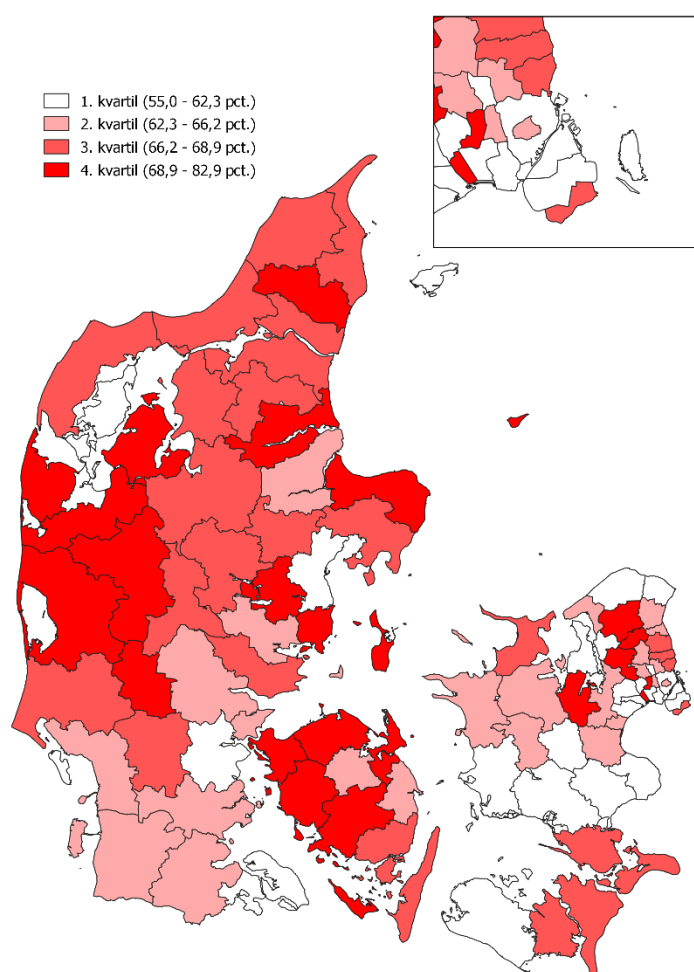 1. kvartil (55,0 - 62,3 pct.)
2. kvartil (62,3 - 66,2 pct.)
3. kvartil (66,2 - 68,9 pct.)
4. kvartil (68,9 - 82,9 pct.)